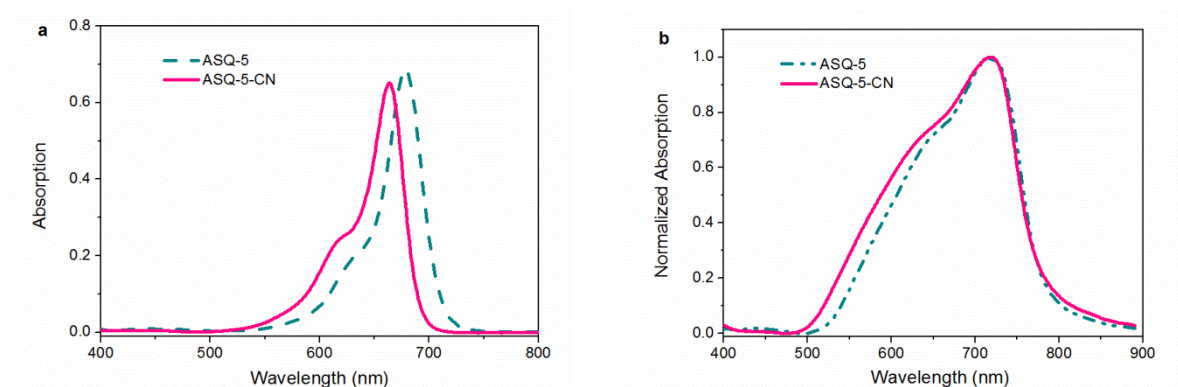 a
ASQ-5
ASQ-5-CN
Absorption
0.8
0.6
0.4
0.2
0.0
400 500 600 700 800
Wavelength (nm)
b
ASQ-5
ASQ-5-CN
Normalized Absorption
1.0
0.8
0.6
0.4
0.2
0.0
400 500 600 700 800 900
Wavelength (nm)